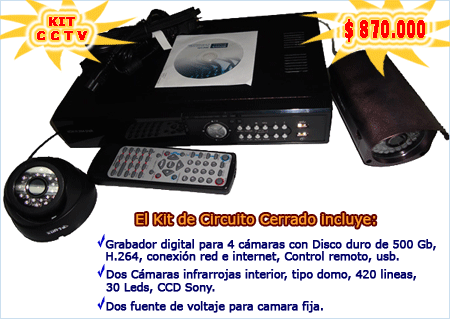 KIT
CCTV
$ 870.000
El Kit de Circuito Cerrado Incluye:
Grabador digital para 4 cámaras con Disco duro de 500 Gb,
H.264, conexión red e internet, Control remoto, usb.
Dos Cámaras infrarrojas interior, tipo domo, 420 lineas,
30 Leds, CCD Sony.
Dos fuente de voltaje para camara fija.